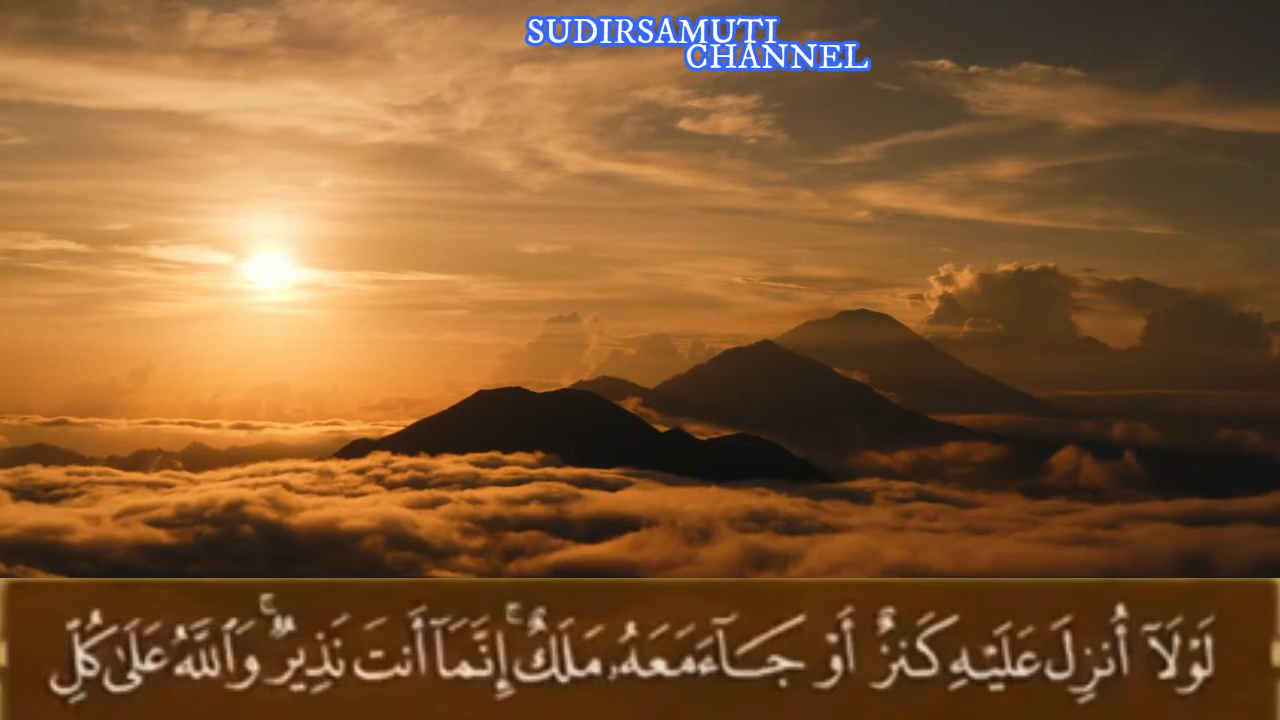 SUDIRSAMUTI
CHANNEL
لَوْلَآ أُنزِلَ عَلَيْهِ كَنزٌ أَوْ جَآءَ مَعَهُۥ مَلَكٌ ۚ إِنَّمَآ أَنتَ نَذِيرٌ ۚ وَٱللَّهُ عَلَىٰ كُلِّ